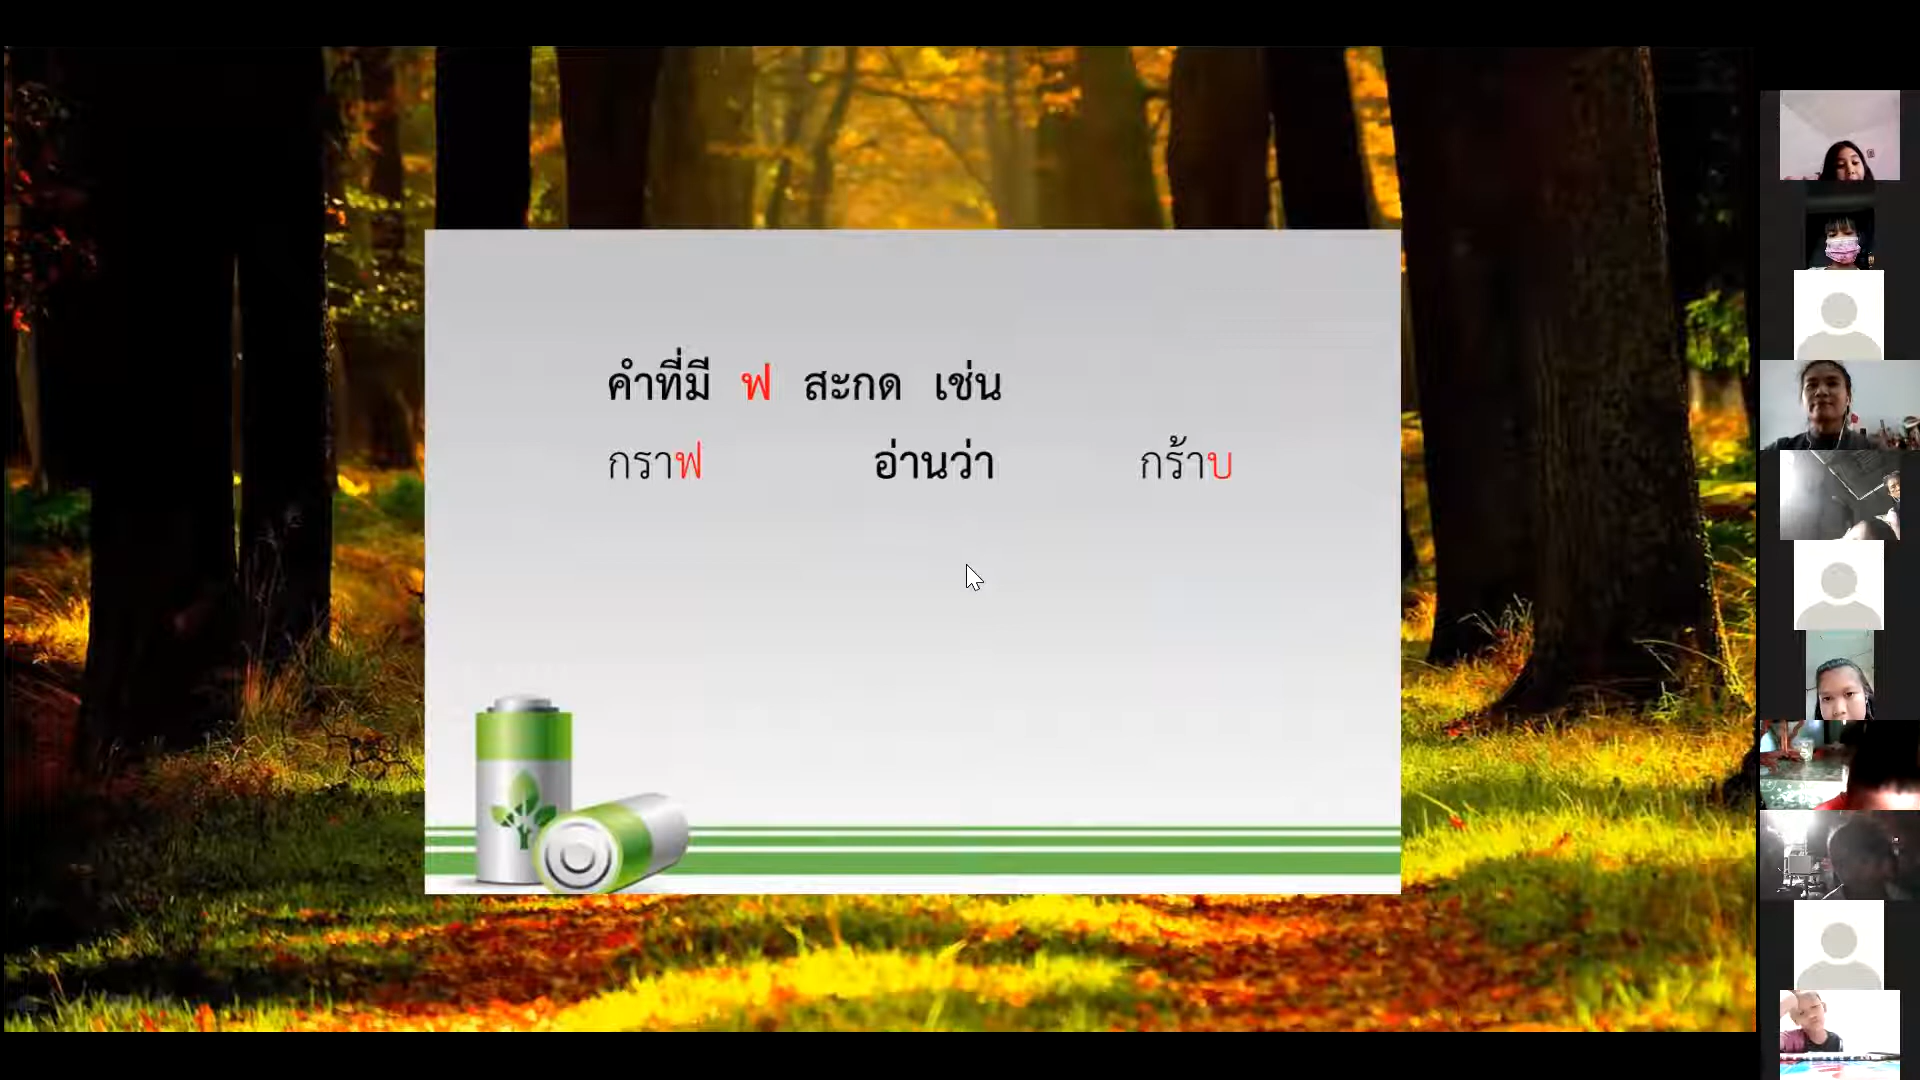 คำที่มี ฟ สะกด เช่น
กราฟ อ่านว่า กร้าบ